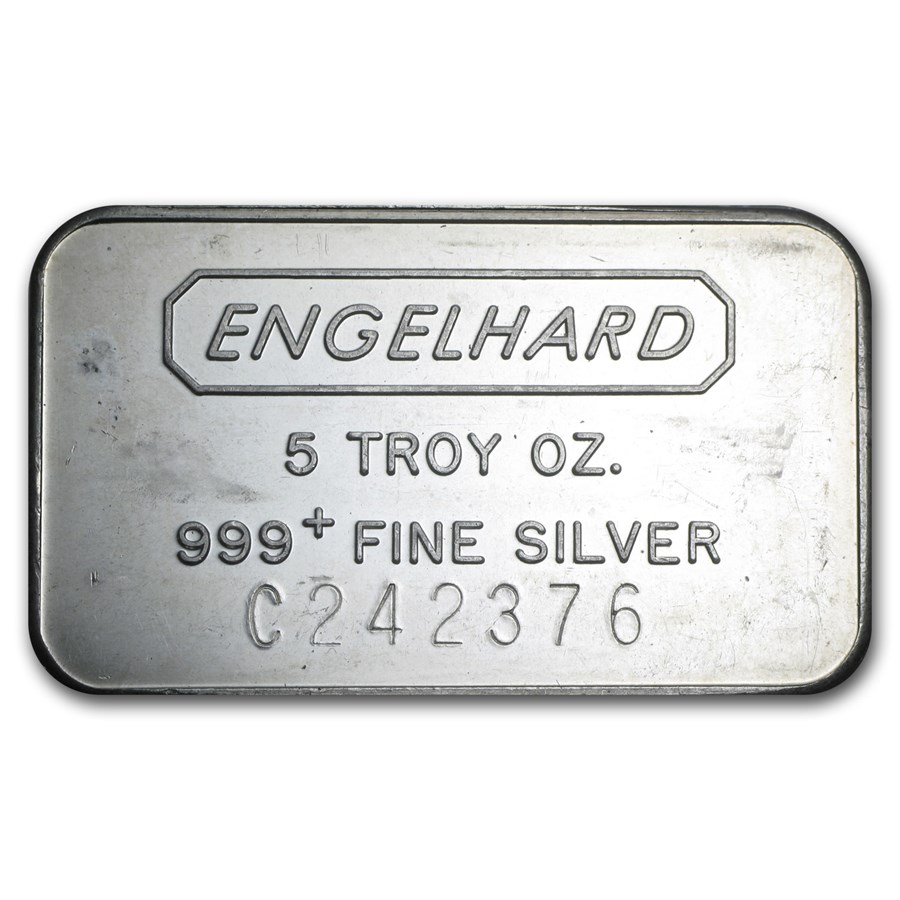 ENGELHARD
5 TROY OZ.
999+ FINE SILVER
C242376